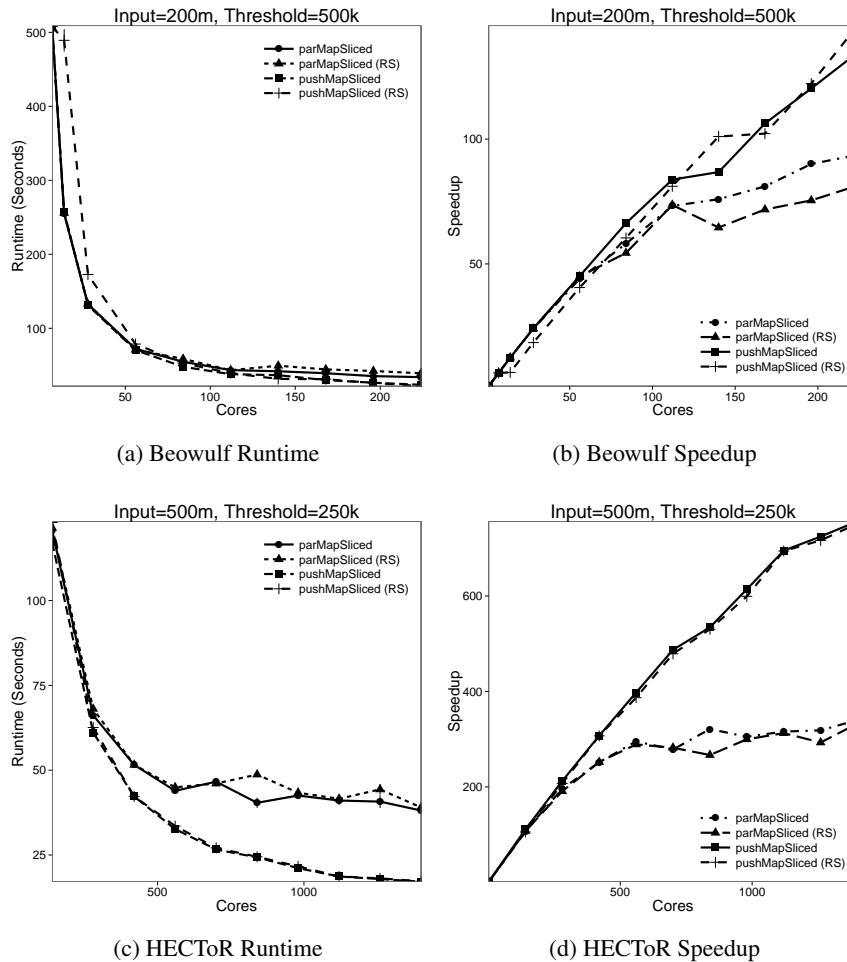 Input=200m, Threshold=500k
Runtime (Seconds)
500
400
300
200
100
50
100
150
200
Cores
parMapSliced
parMapSliced (RS)
pushMapSliced
pushMapSliced (RS)
(a) Beowulf Runtime
Input=200m, Threshold=500k
Speedup
100
50
50
100
150
200
Cores
parMapSliced
parMapSliced (RS)
pushMapSliced
pushMapSliced (RS)
(b) Beowulf Speedup
Input=500m, Threshold=250k
Runtime (Seconds)
100
75
50
25
500
1000
Cores
parMapSliced
parMapSliced (RS)
pushMapSliced
pushMapSliced (RS)
(c) HECToR Runtime
Input=500m, Threshold=250k
Speedup
600
400
200
500
1000
Cores
parMapSliced
parMapSliced (RS)
pushMapSliced
pushMapSliced (RS)
(d) HECToR Speedup